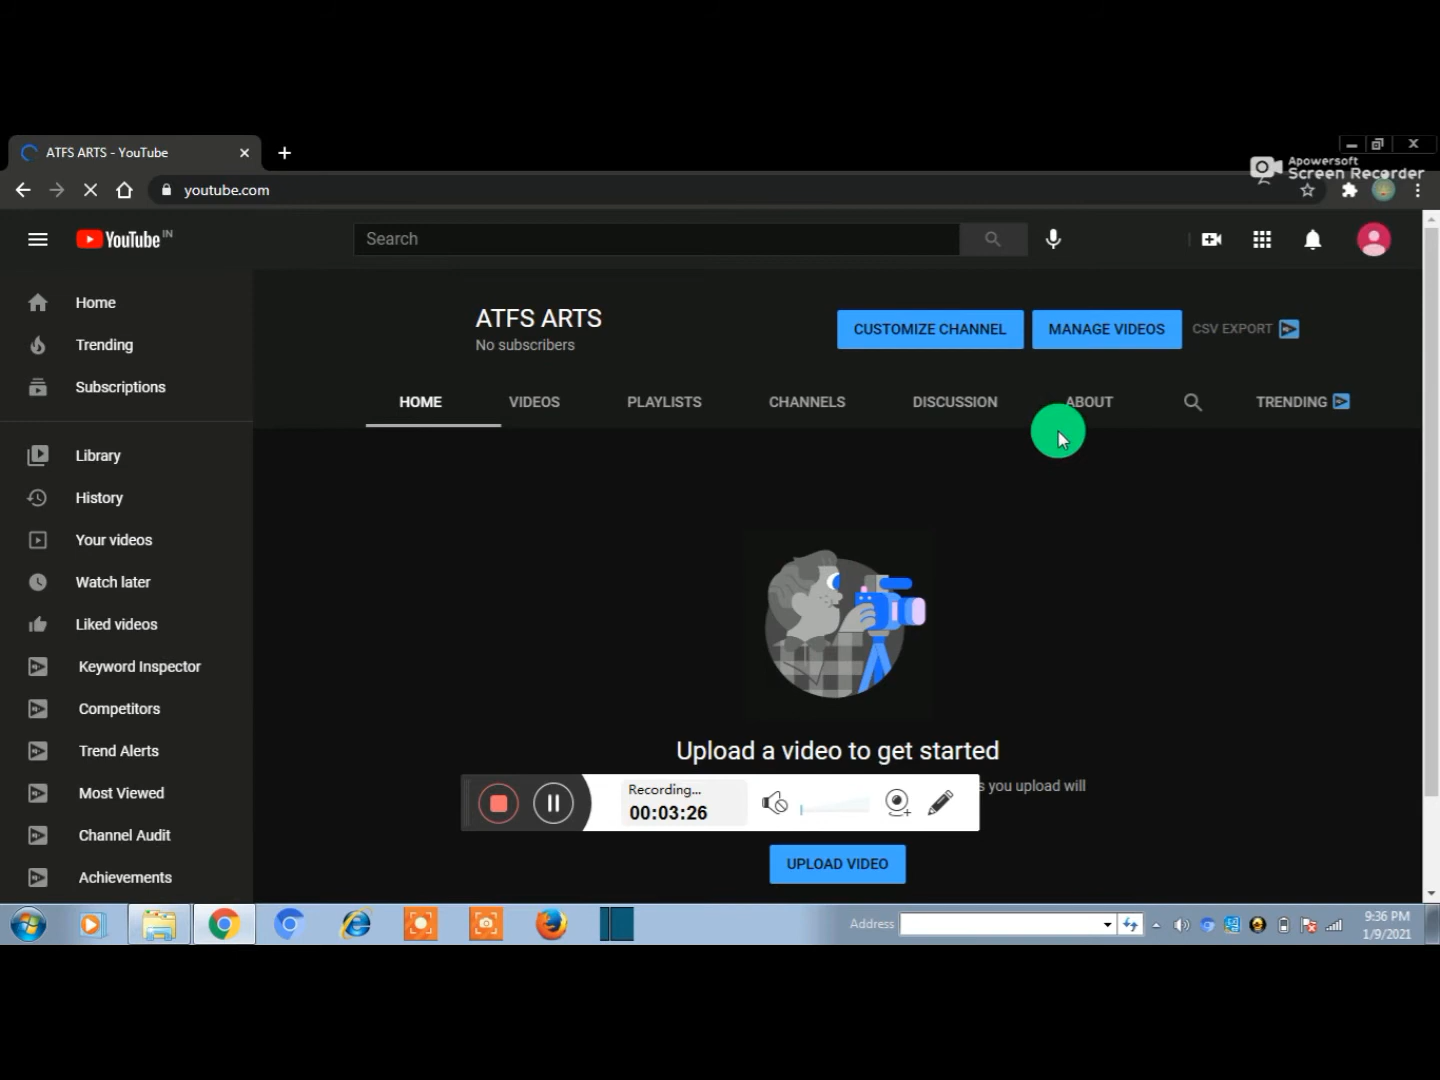 ATFS ARTS - YouTube
Apowersoft
Screen Recorder
youtube.com
YouTube IN
Search
Home
Trending
Subscriptions
Library
History
Your videos
Watch later
Liked videos
Keyword Inspector
Competitors
Trend Alerts
Most Viewed
Channel Audit
Achievements
ATFS ARTS
No subscribers
CUSTOMIZE CHANNEL
MANAGE VIDEOS
CSV EXPORT
HOME
VIDEOS
PLAYLISTS
CHANNELS
DISCUSSION
ABOUT
TRENDING
Upload a video to get started
s you upload will
Recording...
00:03:26
UPLOAD VIDEO
Address
9:36 PM
1/9/2021